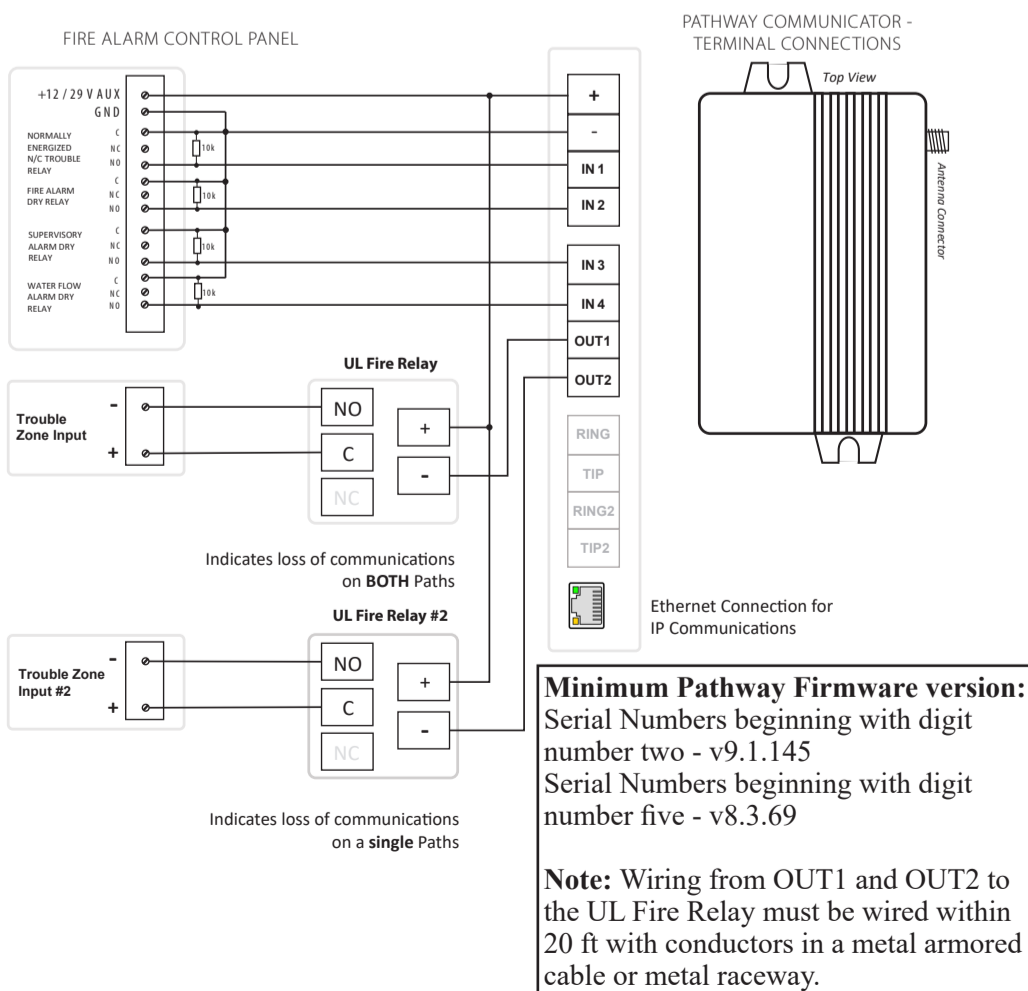 FIRE ALARM CONTROL PANEL
PATHWAY COMMUNICATOR -
TERMINAL CONNECTIONS
+12 / 29 V AUX
GND
NORMALLY
ENERGIZED
N/C TROUBLE
RELAY
C
NC
NO
10k
FIRE ALARM
DRY RELAY
C
NC
NO
10k
SUPERVISORY
ALARM DRY
RELAY
C
NC
NO
10k
WATER FLOW
ALARM DRY
RELAY
C
NC
NO
10k
+
-
IN 1
IN 2
IN 3
IN 4
OUT1
OUT2
RING
TIP
RING2
TIP2
Top View
Antenna Connector
UL Fire Relay
Trouble
Zone Input
-
+
NO
C
NC
+
-
Indicates loss of communications
on BOTH Paths
UL Fire Relay #2
Trouble Zone
Input #2
-
+
NO
C
NC
+
-
Indicates loss of communications
on a single Paths
Ethernet Connection for
IP Communications
Minimum Pathway Firmware version:
Serial Numbers beginning with digit
number two - v9.1.145
Serial Numbers beginning with digit
number five - v8.3.69
Note: Wiring from OUT1 and OUT2 to
the UL Fire Relay must be wired within
20 ft with conductors in a metal armored
cable or metal raceway.